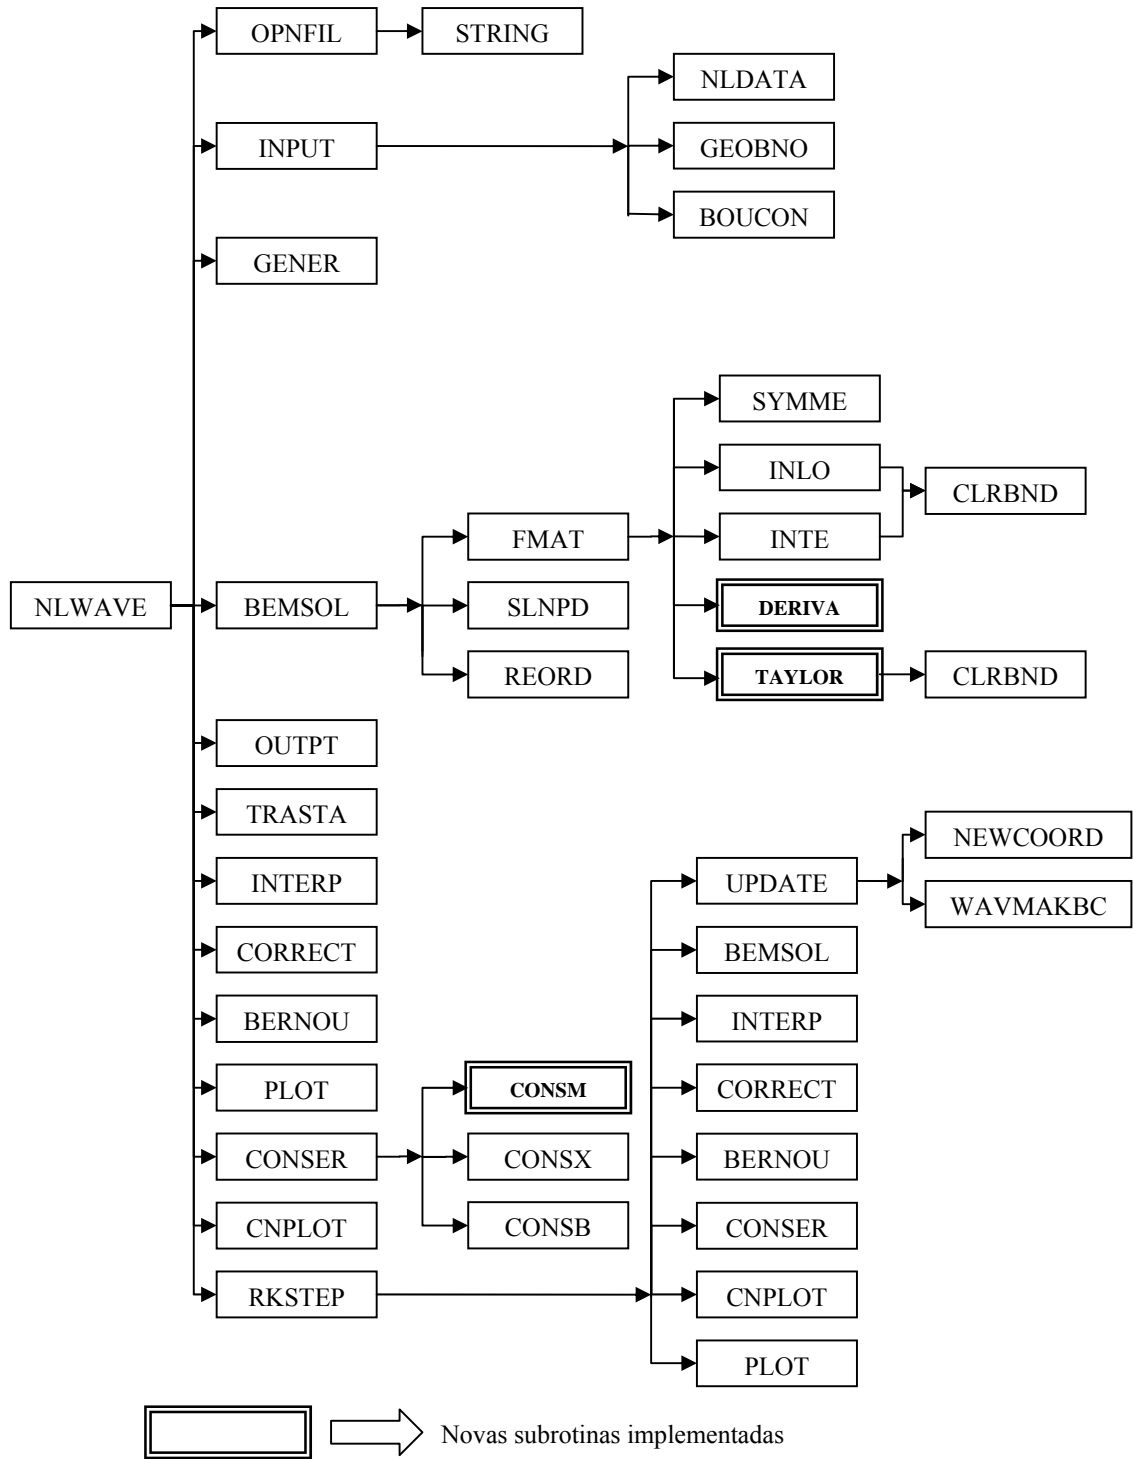 OPNFIL
STRING
NLDATA
INPUT
GEOBNO
BOUCON
GENER
SYMME
INLO
CLRBND
FMAT
INTE
NLWAVE
BEMSOL
SLNPD
DERIVA
REORD
TAYLOR
CLRBND
OUTPT
TRASTA
NEWCOORD
INTERP
UPDATE
WAVMAKBC
CORRECT
BEMSOL
BERNOU
INTERP
PLOT
CONSM
CORRECT
CONSER
CONSX
BERNOU
CNPLOT
CONSB
CONSER
RKSTEP
CNPLOT
PLOT
Novas subrotinas implementadas